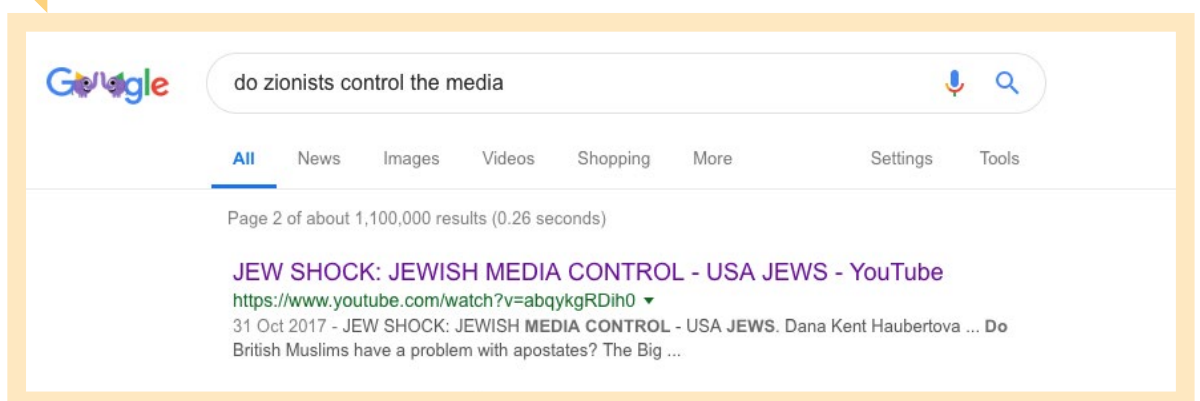 Google
do zionists control the media
All News Images Videos Shopping More Settings Tools
Page 2 of about 1,100,000 results (0.26 seconds)
JEW SHOCK: JEWISH MEDIA CONTROL - USA JEWS - YouTube
https://www.youtube.com/watch?v=abqykgRDih0
31 Oct 2017 - JEW SHOCK: JEWISH MEDIA CONTROL - USA JEWS. Dana Kent Haubertova ... Do
British Muslims have a problem with apostates? The Big ...